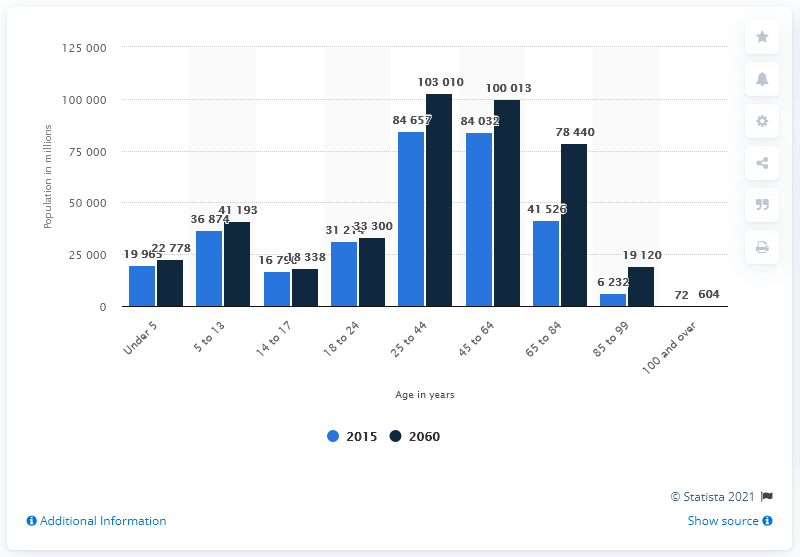 125 000
100 000
75 000
50 000
25 000
0
Population in millions
19 965 22 778
36 874 41 193
18 338
33 300
84 657 103 010
84 032 100 013
41 526 78 440
6 232 19 120
72 604
Under 5
5 to 13
14 to 17
18 to 24
25 to 44
45 to 64
65 to 84
85 to 99
100 and over
Age in years
2015 2060
© Statista 2021
Additional Information
Show source